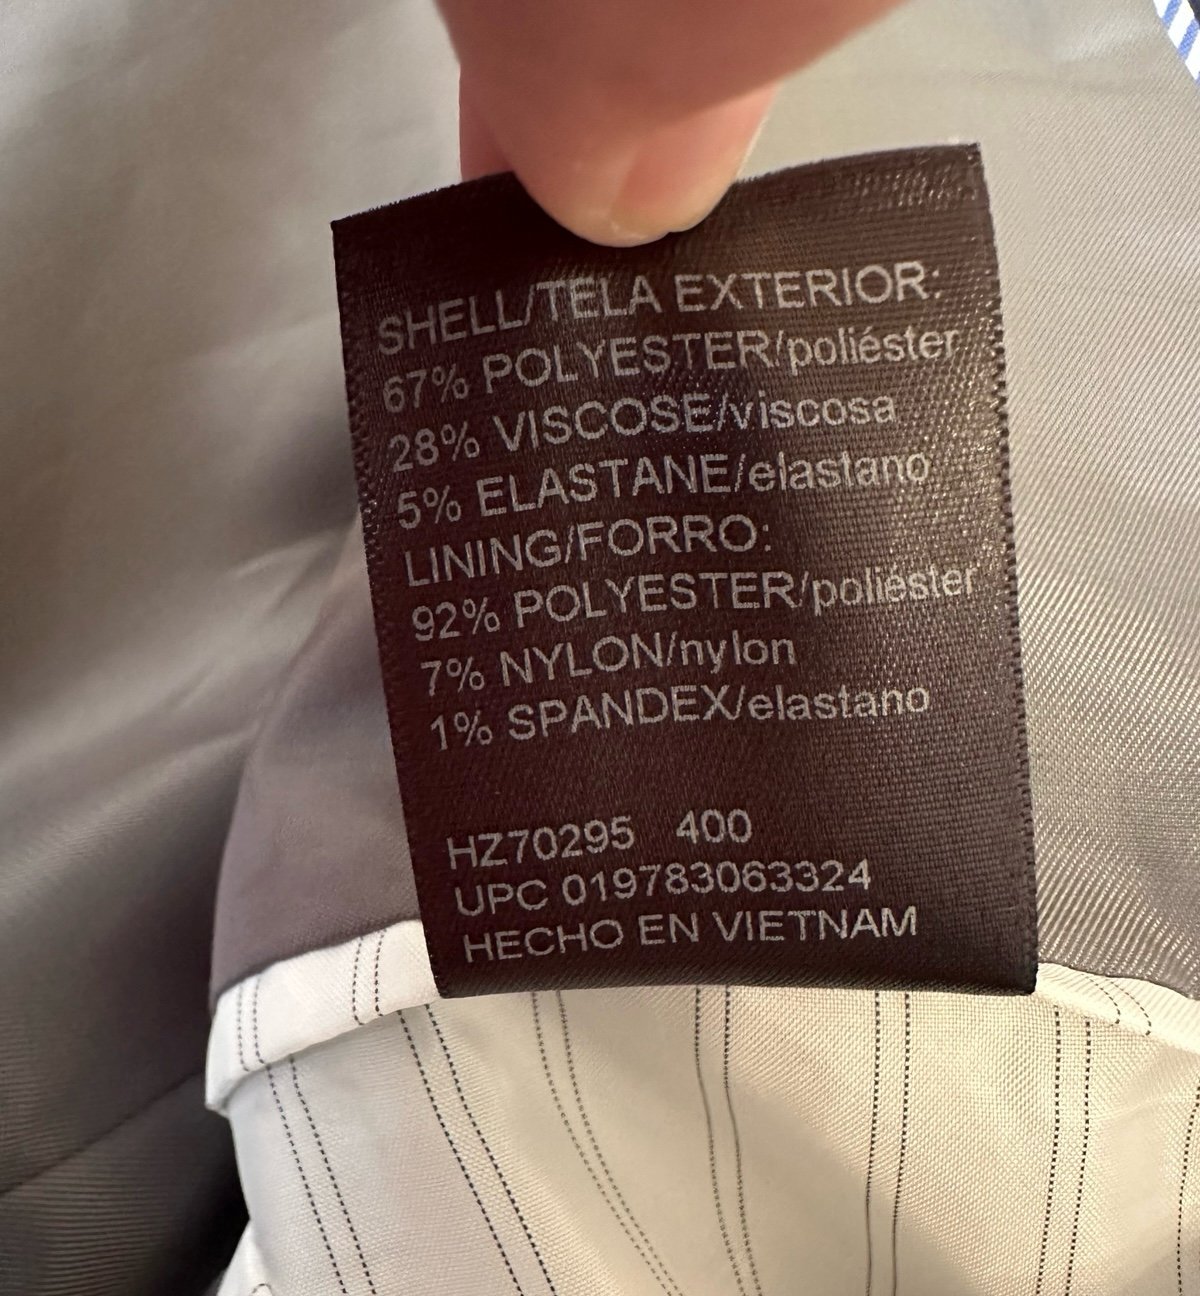 SHELL/TELA EXTERIOR:
67% POLYESTER/poliéster
28% VISCOSE/viscosa
5% ELASTANE/elastano
LINING/FORRO:
92% POLYESTER/poliéster
7% NYLON/nylon
1% SPANDEX/elastano
HZ70295 400
UPC 019783063324
HECHO EN VIETNAM